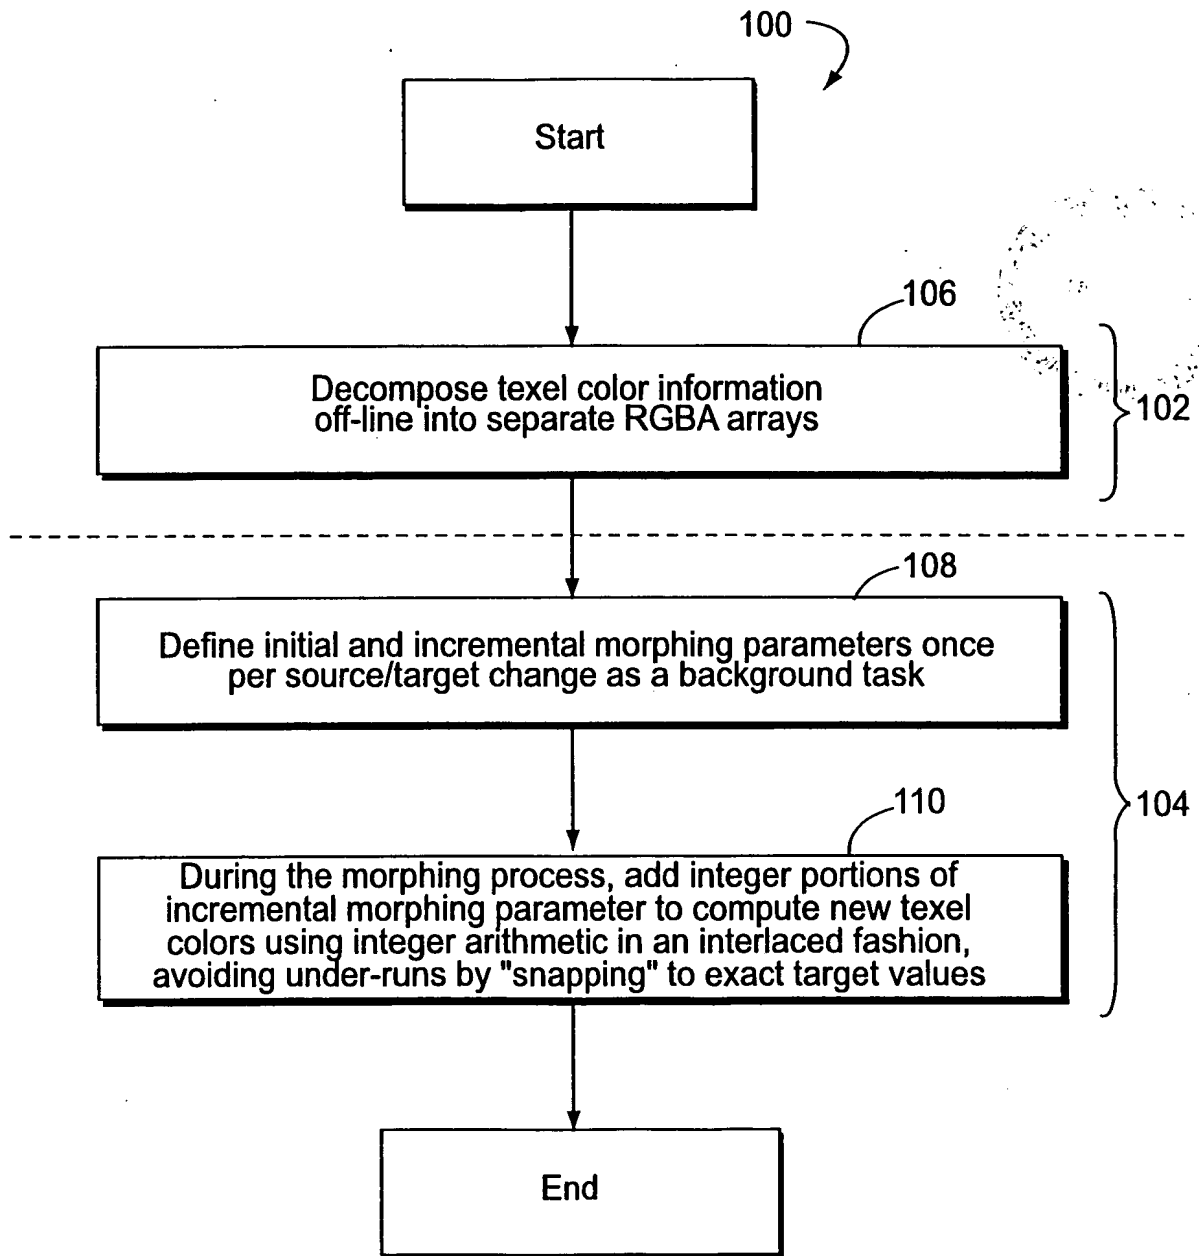 100
Start
106
Decompose texel color information
off-line into separate RGBA arrays
102
108
Define initial and incremental morphing parameters once
per source/target change as a background task
104
110
During the morphing process, add integer portions of
incremental morphing parameter to compute new texel
colors using integer arithmetic in an interlaced fashion,
avoiding under-runs by "snapping" to exact target values
End